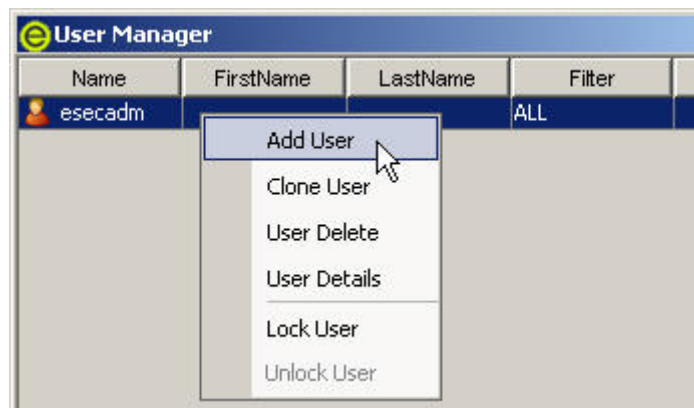 User Manager
Name FirstName LastName Filter
esecadm ALL
Add User
Clone User
User Delete
User Details
Lock User
Unlock User